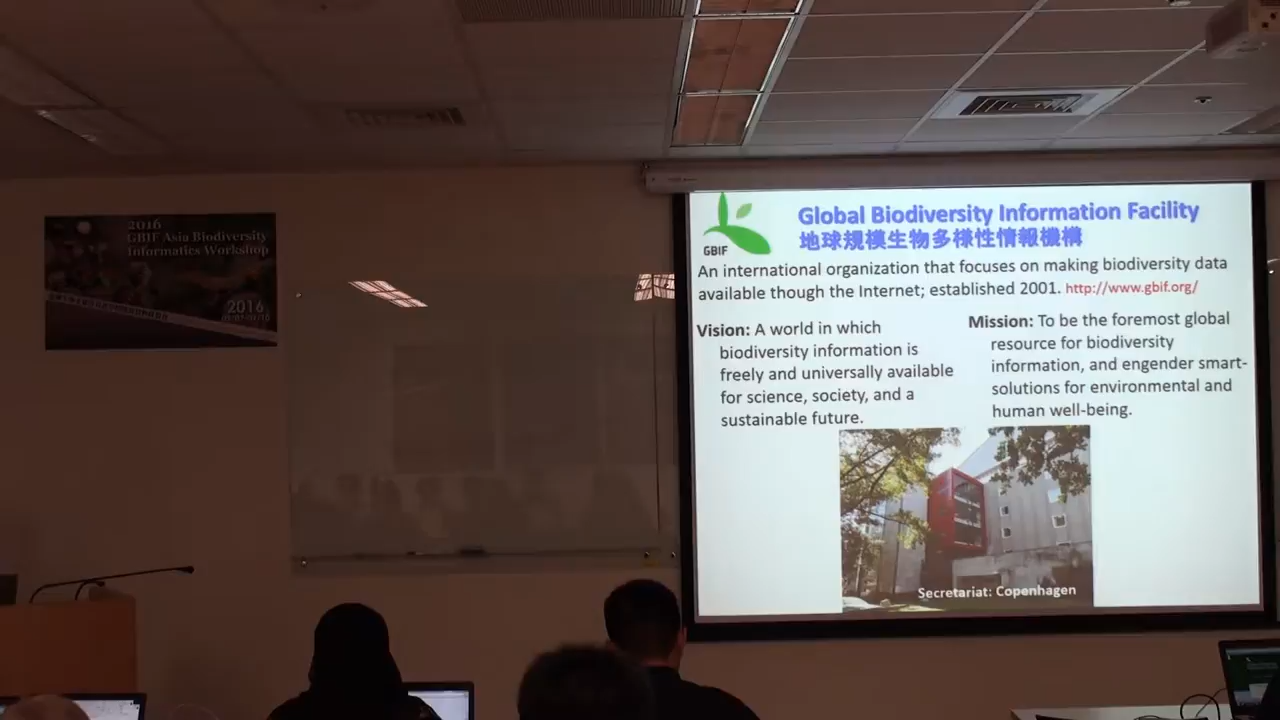 2016
GBIF Asia Biodiversity
Informatics Workshop
2016
GBIF
Global Biodiversity Information Facility
地球規模生物多樣性情報機構
An international organization that focuses on making biodiversity data
available though the Internet; established 2001. http://www.gbif.org/
Vision: A world in which
biodiversity information is
freely and universally available
for science, society, and a
sustainable future.
Mission: To be the foremost global
resource for biodiversity
information, and engender smart-
solutions for environmental and
human well-being.
Secretariat: Copenhagen